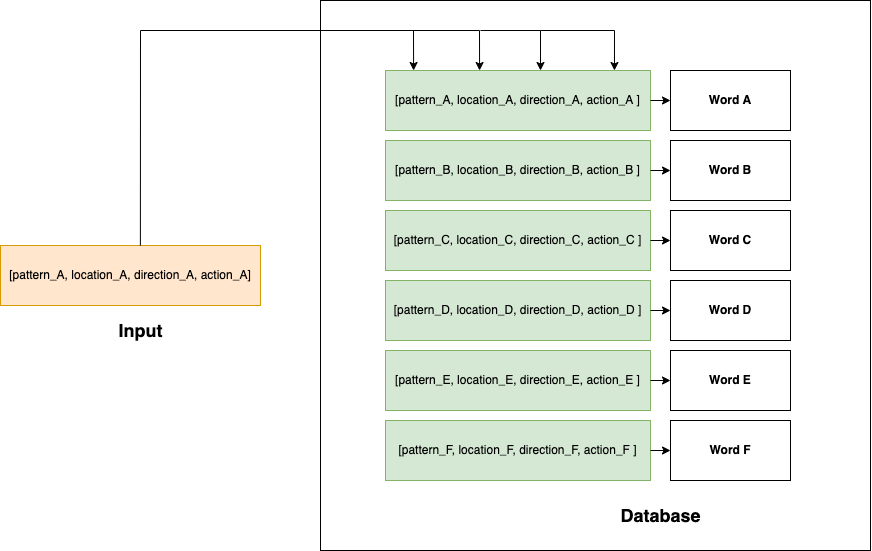 [pattern_A, location_A, direction_A, action_A ]
Word A
[pattern_B, location_B, direction_B, action_B ]
Word B
[pattern_C, location_C, direction_C, action_C ]
Word C
[pattern_A, location_A, direction_A, action_A]
Input
[pattern_D, location_D, direction_D, action_D ]
Word D
[pattern_E, location_E, direction_E, action_E ]
Word E
[pattern_F, location_F, direction_F, action_F ]
Word F
Database